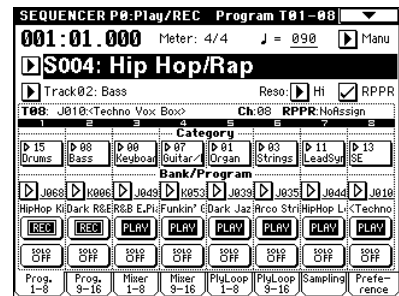 SEQUENCER P0:Play/REC Program T01-08
001:01.000 Meter: 4/4 ♩= 090 Manu
S004: Hip Hop/Rap
Track02: Bass Reso: Hi RPPR
T08: J010:<Techno Vox Box> Ch:08 RPPR:NoAssign
1 2 3 4 5 6 7 8
Category
15 08 00 07 01 03 11 13
Drums Bass Keyboar Guitar/ Organ Strings LeadSyn SE
Bank/Program
J068 K006 J049 K053 J039 J035 J044 J010
HipHop Ki Dark R&E R&B E.Pi Funkin' G Dark Jaz Arco Stri HipHop L <Techno
REC REC PLAY PLAY PLAY PLAY PLAY PLAY
SOLO SOLO SOLO SOLO SOLO SOLO SOLO SOLO
OFF OFF OFF OFF OFF OFF OFF OFF
Prog. Prog. Mixer Mixer PlyLoop PlyLoop Sampling Prefe-
1-8 9-16 1-8 9-16 1-8 9-16 rence